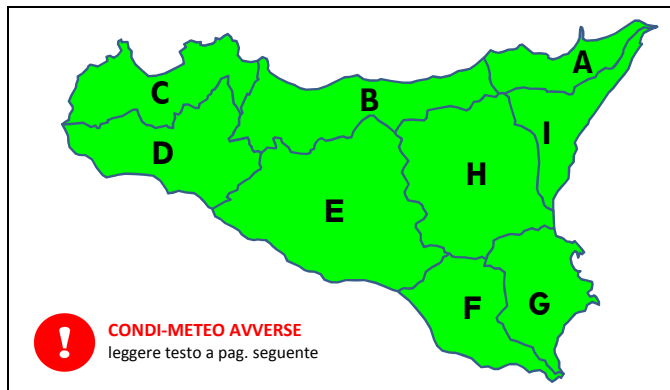 A
C
B
I
D
H
E
F
G
!
CONDI-METEO AVVERSE
leggere testo a pag. seguente